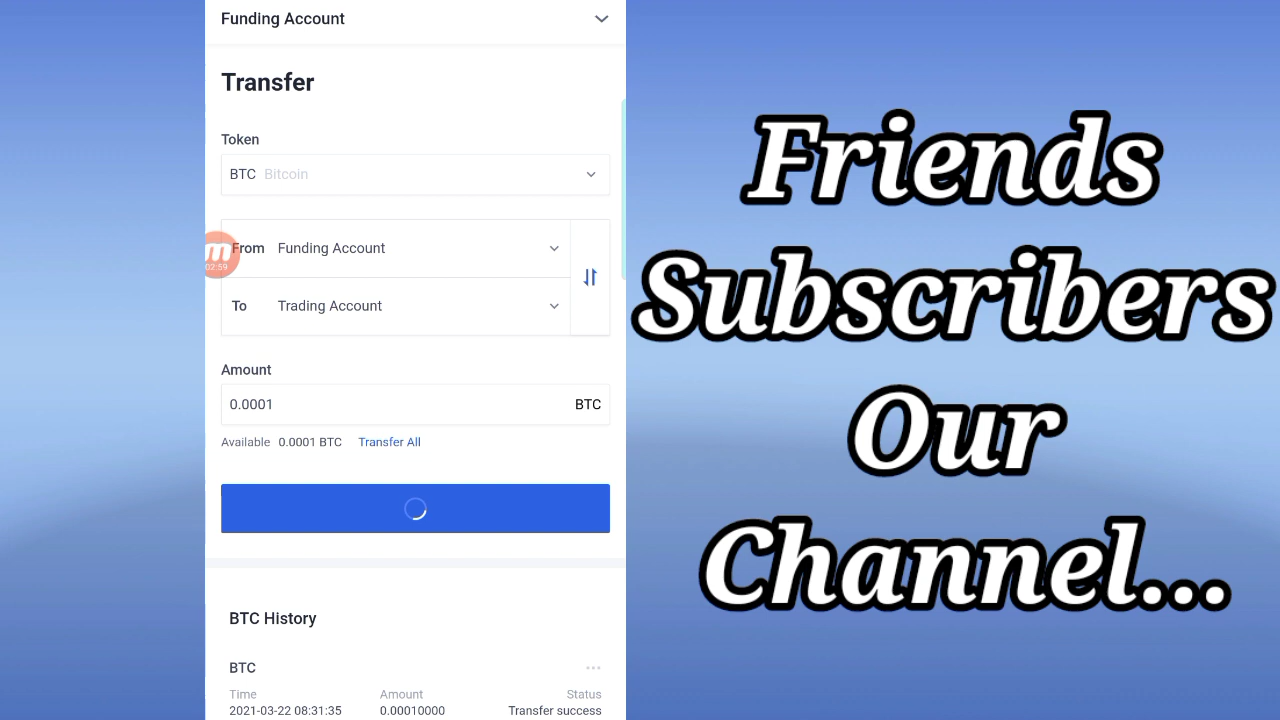 Funding Account
Transfer
Token
BTC Bitcoin
From Funding Account
m
02:59
To Trading Account
Amount
0.0001 BTC
Available 0.0001 BTC Transfer All
BTC History
BTC
Time Amount Status
2021-03-22 08:31:35 0.00010000 Transfer success
Friends
Subscribers
Our
Channel...